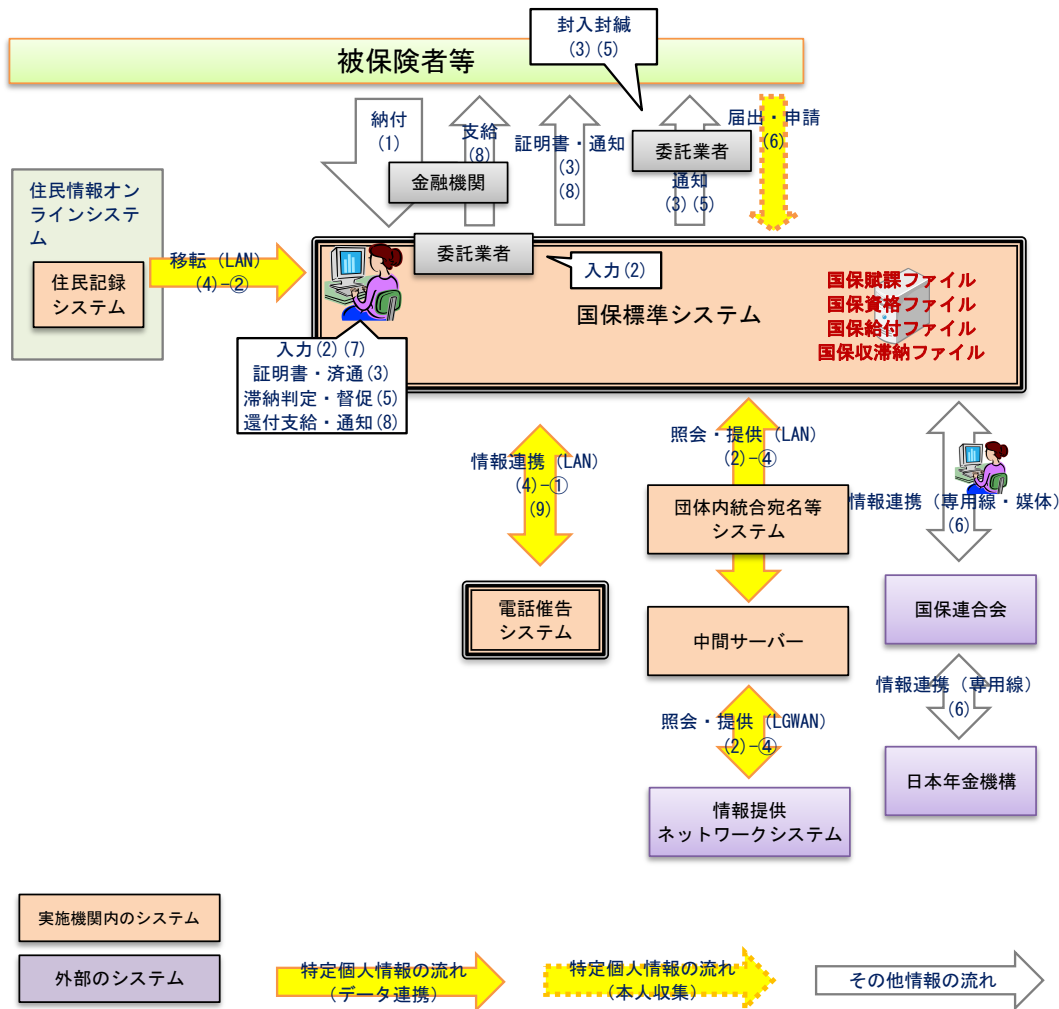 封入封緘
(3)(5)
被保険者等
納付
(1)
支給
(8)
金融機関
証明書・通知
(3)
(8)
委託業者
通知
(3)(5)
届出・申請
(6)
住民情報オン
ラインシステ
ム
住民記録
システム
移転(LAN)
(4)-②
委託業者
入力(2)
国保標準システム
国保賦課ファイル
国保資格ファイル
国保給付ファイル
国保収滞納ファイル
入力(2)(7)
証明書・済通(3)
滞納判定・督促(5)
還付支給・通知(8)
情報連携(LAN)
(4)-①
(9)
電話催告
システム
照会・提供(LAN)
(2)-④
団体内統合宛名等
システム
中間サーバー
照会・提供(LGWAN)
(2)-④
情報提供
ネットワークシステム
情報連携(専用線・媒体)
(6)
国保連合会
情報連携(専用線)
(6)
日本年金機構
実施機関内のシステム
外部のシステム
特定個人情報の流れ
(データ連携)
特定個人情報の流れ
(本人収集)
その他情報の流れ